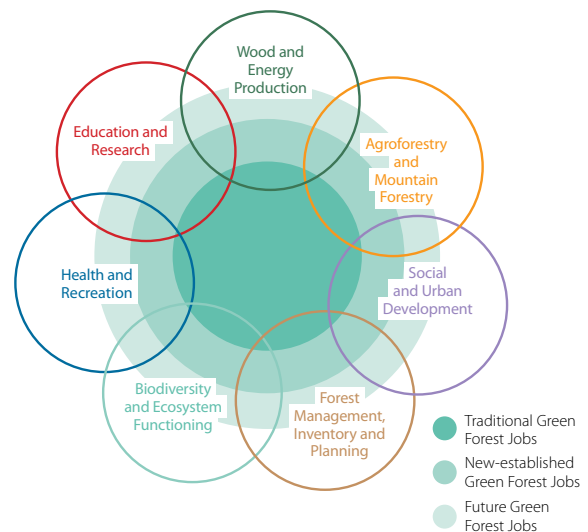 Wood and
Energy
Production
Education and
Research
Agroforestry
and
Mountain
Forestry
Health and
Recreation
Social
and Urban
Development
Biodiversity
and Ecosystem
Functioning
Forest
Management,
Inventory and
Planning
Traditional Green
Forest Jobs
New-established
Green Forest Jobs
Future Green
Forest Jobs